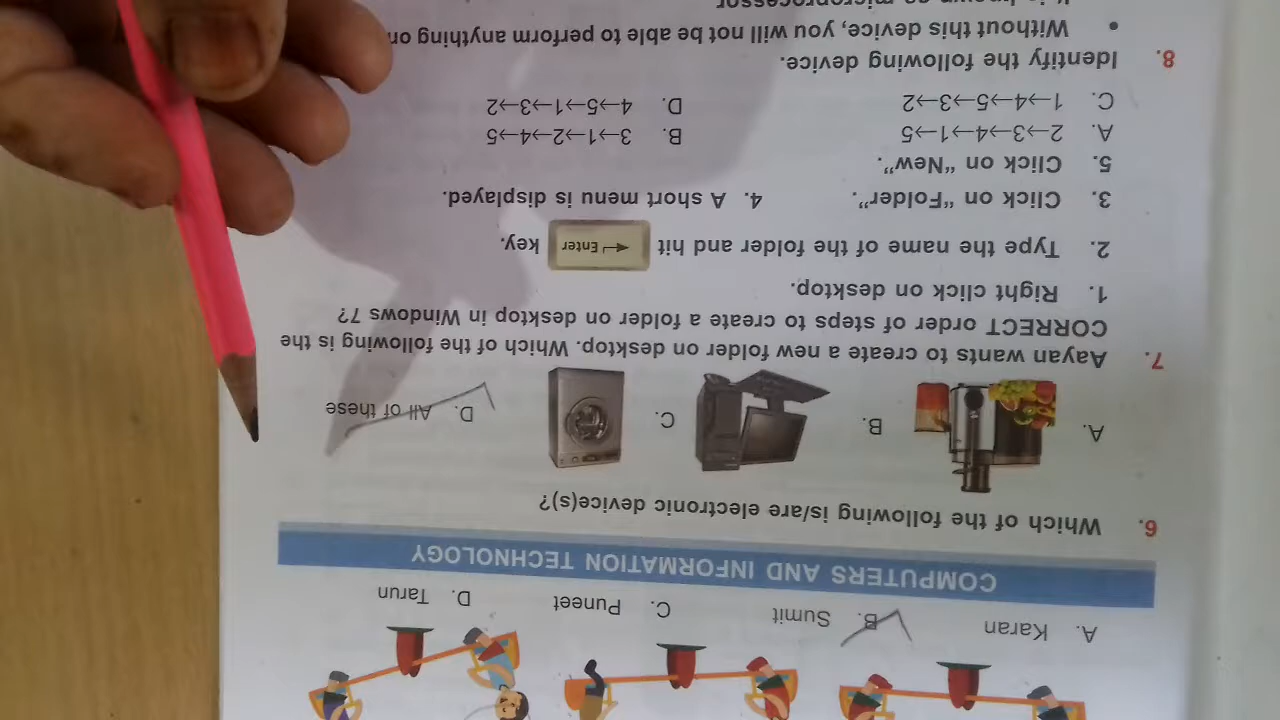 A. Karan B. Sumit C. Puneet D. Tarun
COMPUTERS AND INFORMATION TECHNOLOGY
6. Which of the following is/are electronic device(s)?
A. B. C. D. All of these
7. Aayan wants to create a new folder on desktop. Which of the following is the
CORRECT order of steps to create a folder on desktop in Windows 7?
1. Right click on desktop.
2. Type the name of the folder and hit Enter key.
3. Click on "Folder". 4. A short menu is displayed.
5. Click on "New".
A. 2→3→4→1→5 B. 3→1→2→4→5
C. 1→4→5→3→2 D. 4→5→1→3→2
8. Identify the following device.
• Without this device, you will not be able to perform anything on